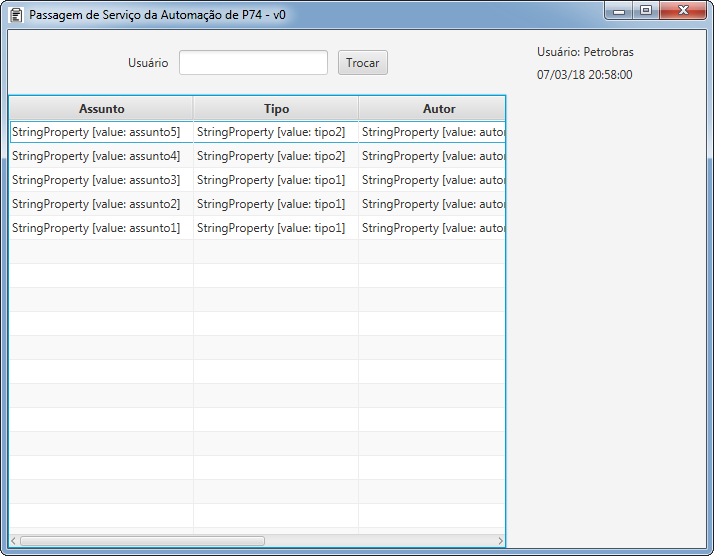 Passagem de Serviço da Automação de P74 - v0
Usuário: Petrobras
Usuário Trocar
07/03/18 20:58:00
Assunto Tipo Autor
StringProperty [value: assunto5] StringProperty [value: tipo2] StringProperty [value: autor
StringProperty [value: assunto4] StringProperty [value: tipo2] StringProperty [value: autor
StringProperty [value: assunto3] StringProperty [value: tipo1] StringProperty [value: autor
StringProperty [value: assunto2] StringProperty [value: tipo1] StringProperty [value: autor
StringProperty [value: assunto1] StringProperty [value: tipo1] StringProperty [value: autor